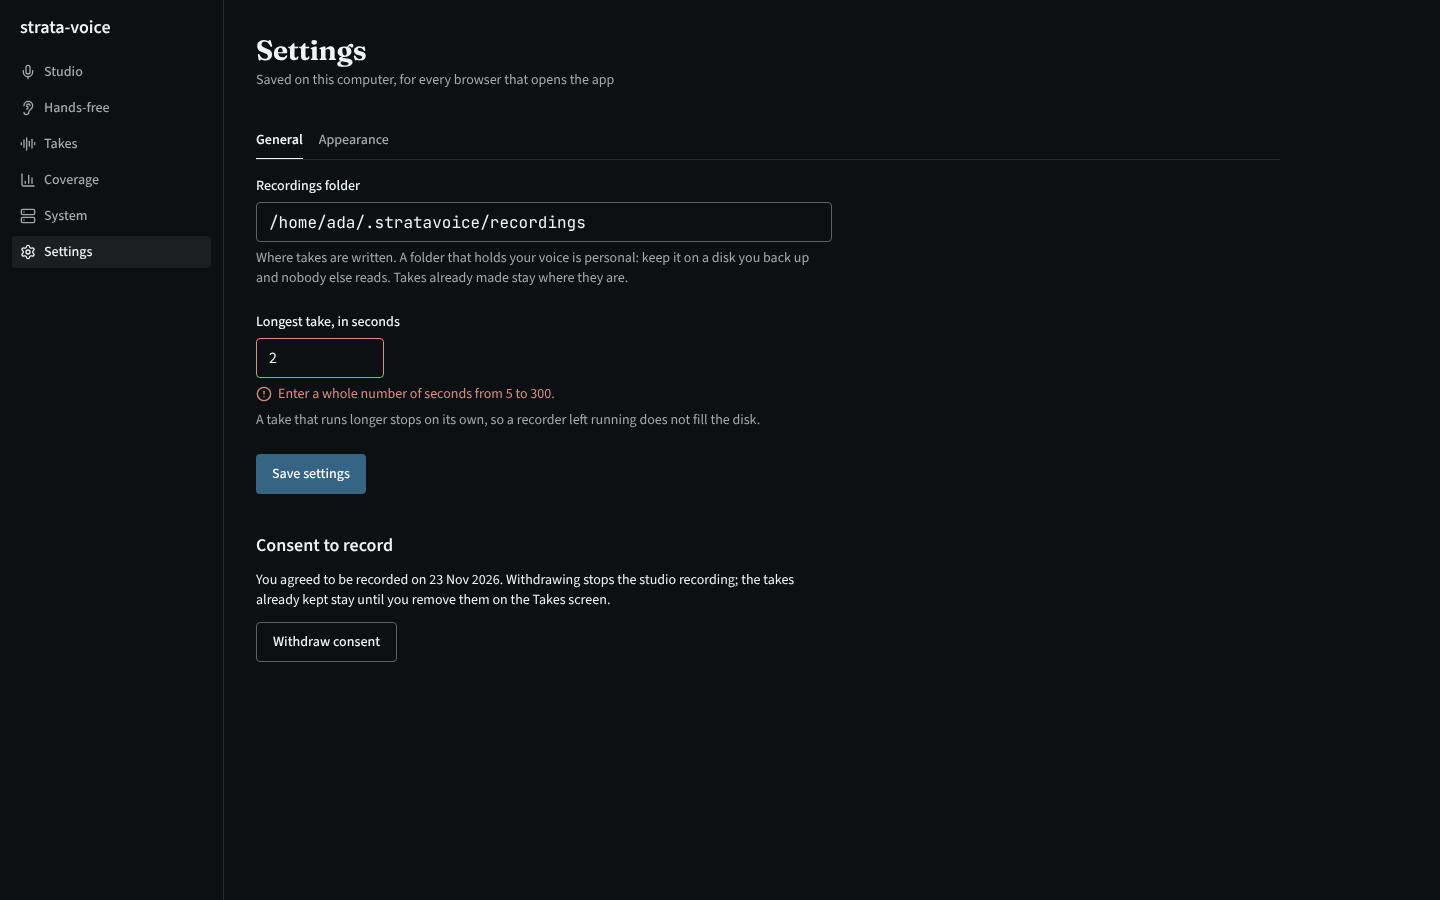 strata-voice
Studio
Hands-free
Takes
Coverage
System
Settings
Settings
Saved on this computer, for every browser that opens the app
General
Appearance
Recordings folder
/home/ada/.stratavoice/recordings
Where takes are written. A folder that holds your voice is personal: keep it on a disk you back up
and nobody else reads. Takes already made stay where they are.
Longest take, in seconds
2
Enter a whole number of seconds from 5 to 300.
A take that runs longer stops on its own, so a recorder left running does not fill the disk.
Save settings
Consent to record
You agreed to be recorded on 23 Nov 2026. Withdrawing stops the studio recording; the takes
already kept stay until you remove them on the Takes screen.
Withdraw consent